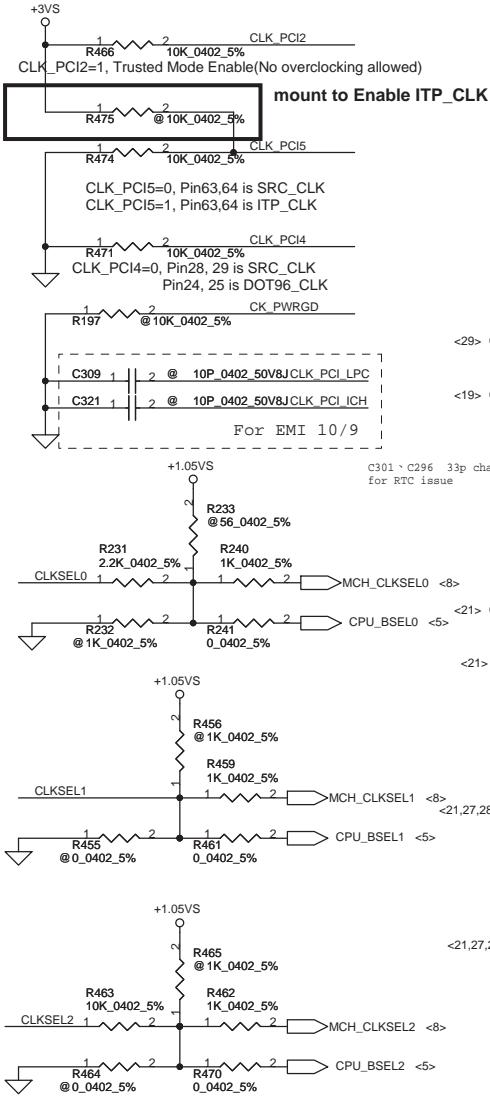 +3VS
1 2 CLK_PCI2
R466 10K_0402_5%
CLK_PCI2=1, Trusted Mode Enable(No overclocking allowed)
mount to Enable ITP_CLK
1 2
R475 @10K_0402_5%
1 2 CLK_PCI5
R474 10K_0402_5%
CLK_PCI5=0, Pin63,64 is SRC_CLK
CLK_PCI5=1, Pin63,64 is ITP_CLK
1 2 CLK_PCI4
R471 10K_0402_5%
CLK_PCI4=0, Pin28, 29 is SRC_CLK
Pin24, 25 is DOT96_CLK
1 2 CK_PWRGD
R197 @10K_0402_5%
<29>
C309 1 2 @ 10P_0402_50V8J CLK_PCI_LPC
<19>
C321 1 2 @ 10P_0402_50V8J CLK_PCI_ICH
For EMI 10/9
+1.05VS
C301、C296 33p cha
for RTC issue
2
R233
@56_0402_5%
R231 R240
2.2K_0402_5% 1K_0402_5%
CLKSEL0 1 2 1 1 2 MCH_CLKSEL0 <8>
<21>
1 2 1 2 CPU_BSEL0 <5>
R232 R241
@1K_0402_5% 0_0402_5%
<21>
+1.05VS
2
R456
@1K_0402_5%
R459
1K_0402_5%
CLKSEL1 1 1 2 MCH_CLKSEL1 <8>
<21,27,28
1 2 1 2 CPU_BSEL1 <5>
R455 R461
@0_0402_5% 0_0402_5%
+1.05VS
2
<21,27,2
R465
@1K_0402_5%
R463 R462
10K_0402_5% 1K_0402_5%
CLKSEL2 1 2 1 1 2 MCH_CLKSEL2 <8>
1 2 1 2 CPU_BSEL2 <5>
R464 R470
@0_0402_5% 0_0402_5%